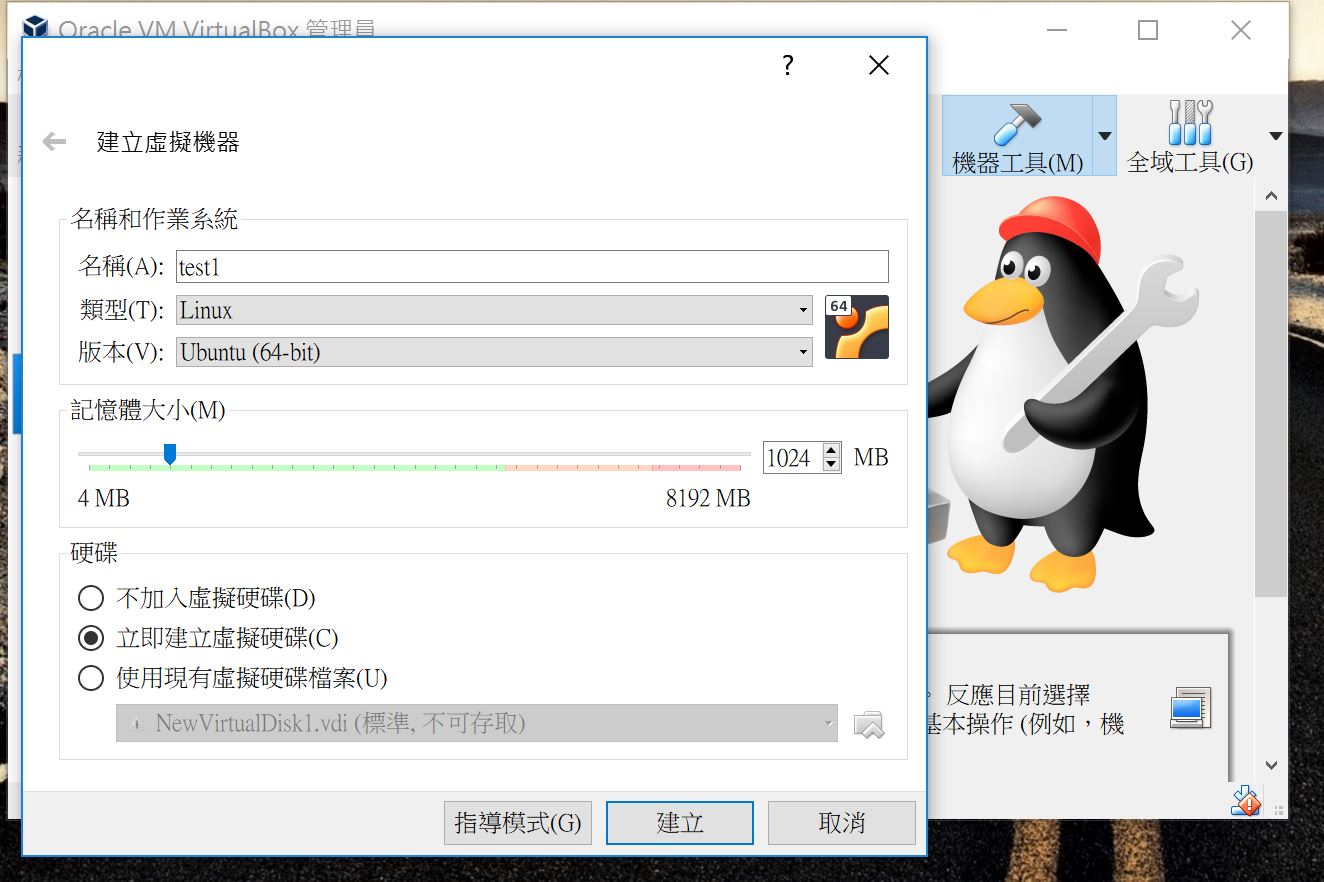 Oracle VM VirtualBox 管理員
?
建立虛擬機器
機器工具(M)
全域工具(G)
名稱和作業系統
名稱(A): test1
類型(T): Linux
64
版本(V): Ubuntu (64-bit)
記憶體大小(M)
1024 MB
4 MB
8192 MB
硬碟
不加入虛擬硬碟(D)
立即建立虛擬硬碟(C)
使用現有虛擬硬碟檔案(U)
NewVirtualDisk1.vdi (標準, 不可存取)
。反應目前選擇
基本操作 (例如，機
指導模式(G)
建立
取消